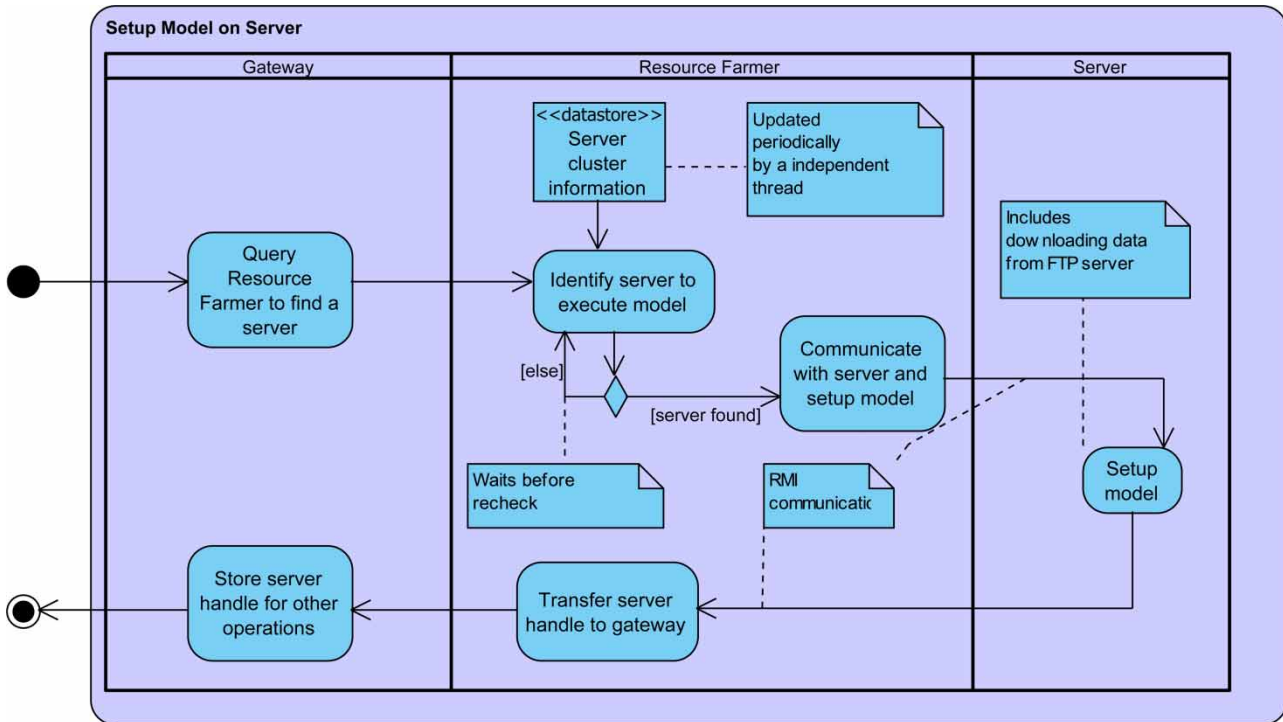 Setup Model on Server
Gateway
Resource Farmer
Server
<<datastore>>
Server
cluster
information
Updated
periodically
by a independent
thread
Includes
dow nloading data
from FTP server
Query
Resource
Farmer to find a
server
Identify server to
execute model
Communicate
with server and
setup model
[else]
[server found]
Waits before
recheck
RMI
communicatic
Setup
model
Store server
handle for other
operations
Transfer server
handle to gateway